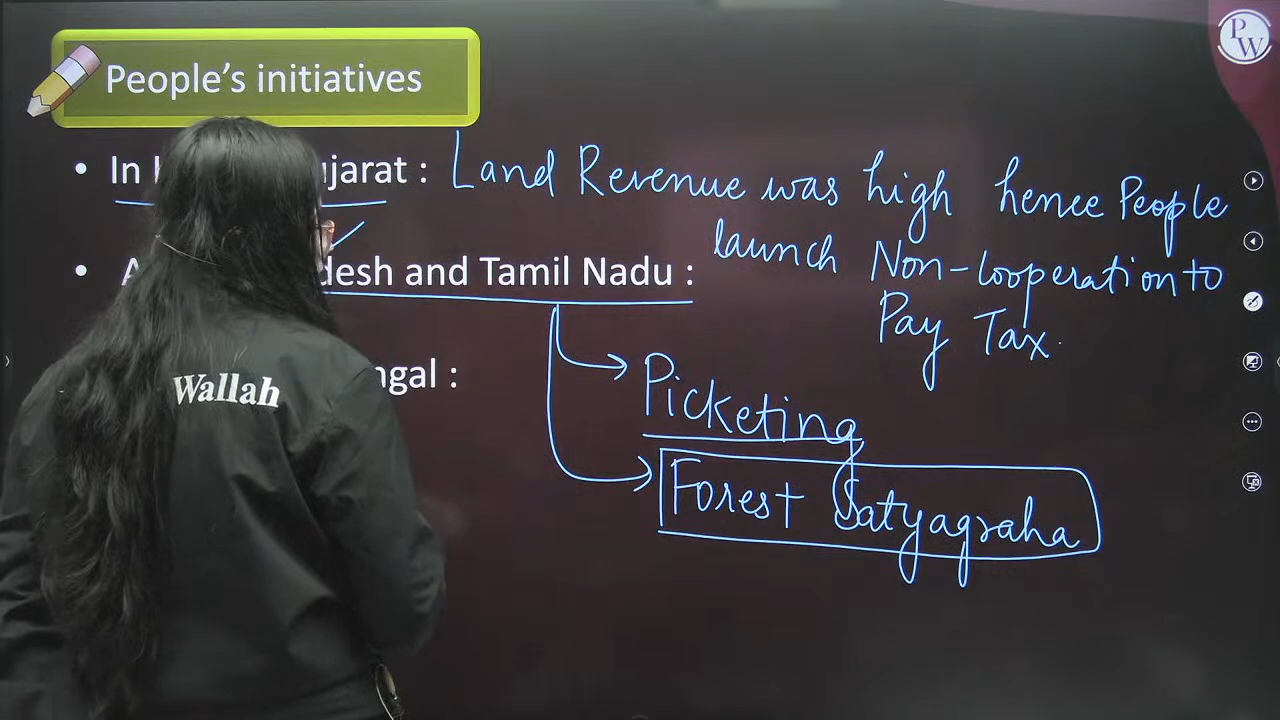 People's initiatives
PW
• In jarat : Land Revenue was high hence People
launch Non-Cooperation to
Pay Tax.
• A desh and Tamil Nadu :
Picketing
ngal :
Forest Satyagraha
Wallah